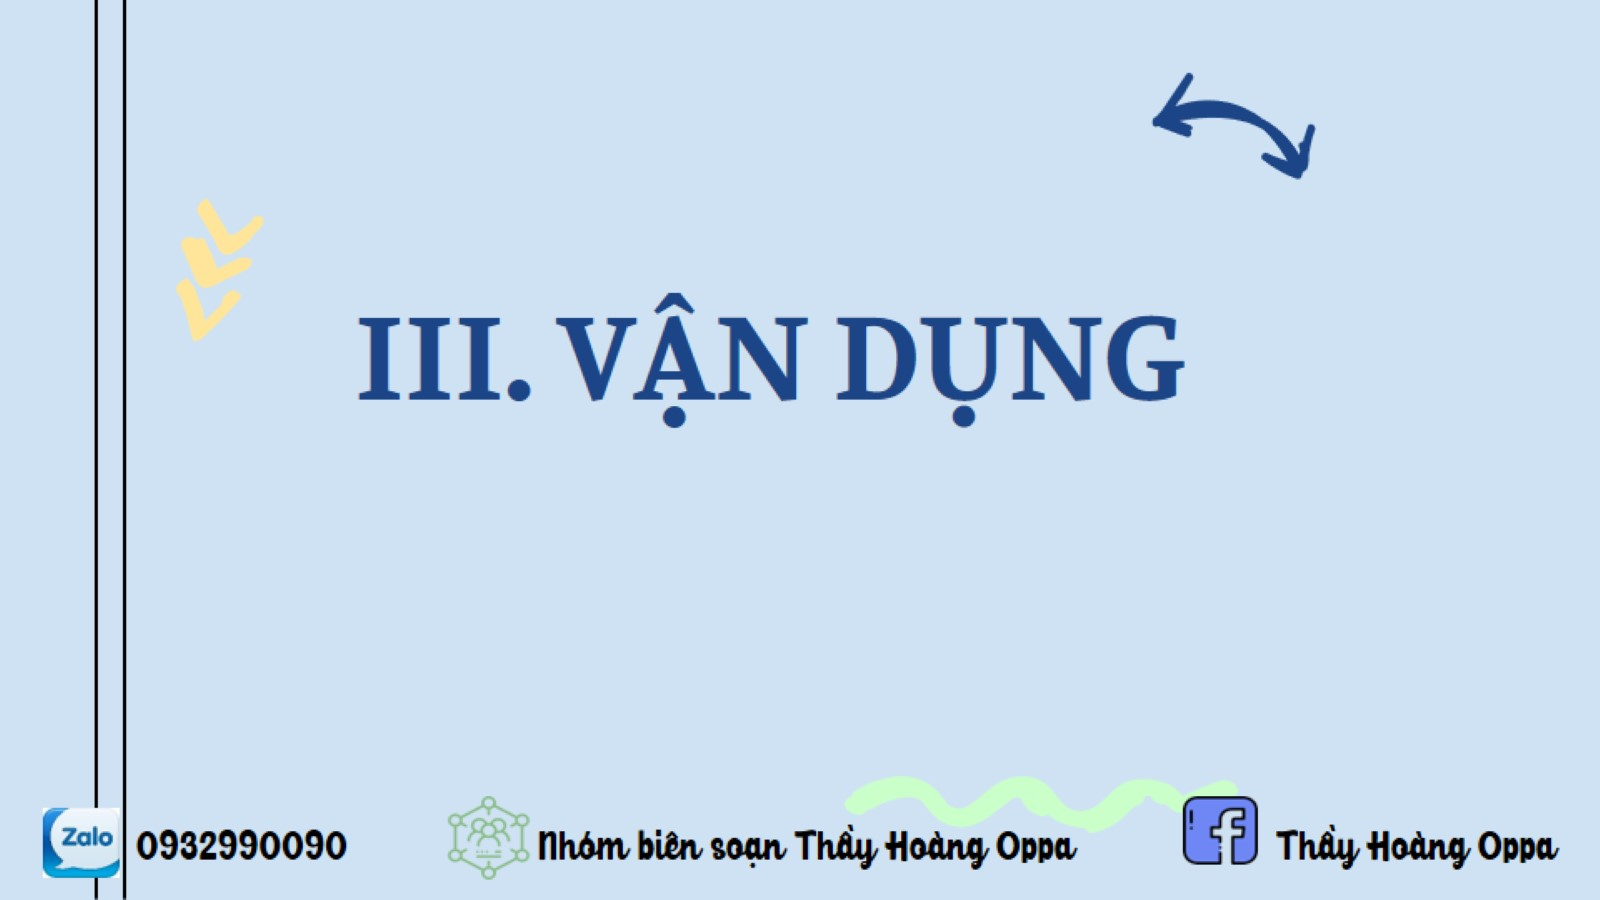 III. VẬN DỤNG
Zalo 0932990090 Nhóm biên soạn Thầy Hoàng Oppa Thầy Hoàng Oppa